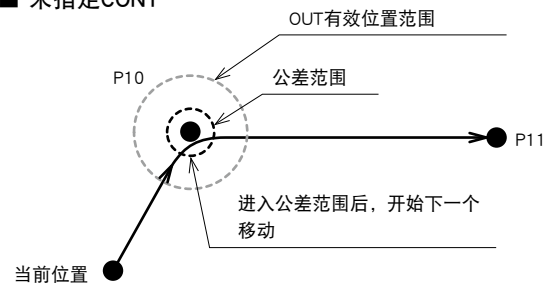 ■ 未指定CONT
OUT有效位置范围
P10
公差范围
P11
进入公差范围后，开始下一个
移动
当前位置